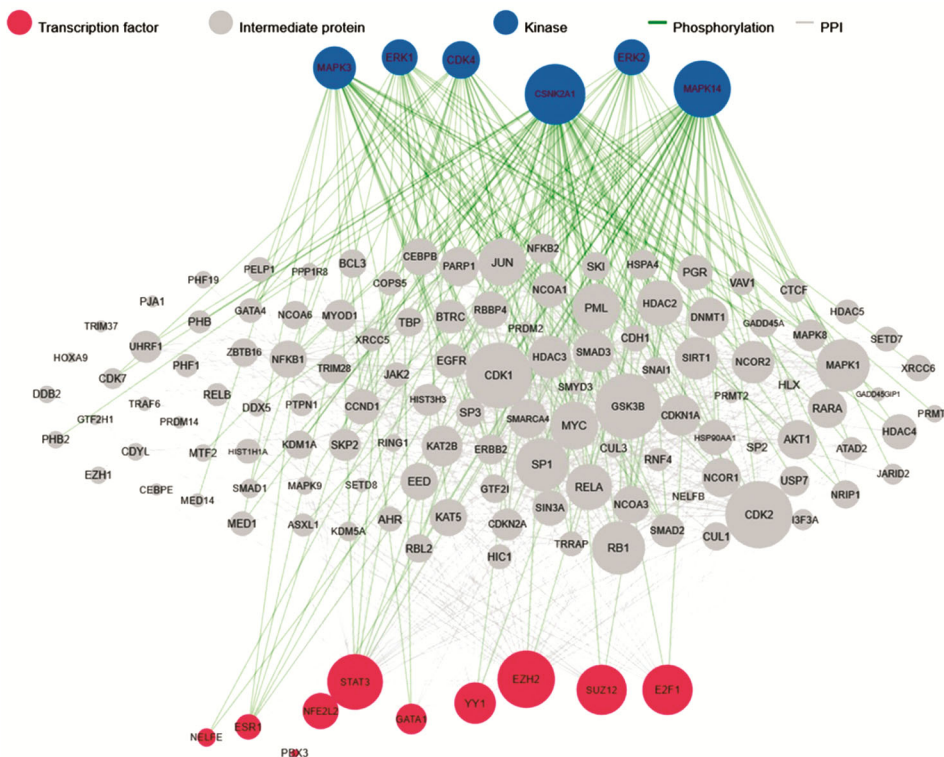 Transcription factor
Intermediate protein
Kinase
Phosphorylation
PPI
MAPK3
ERK1
CDK4
CSNK2A1
ERK2
MAPK14
PHF19
PELP1
PPP1R8
BCL3
COPS5
CEBPB
PARP1
JUN
NFKB2
NCOA1
SKI
HSPA4
PGR
VAV1
CTCF
HDAC5
SETD7
XRCC6
PJA1
TRIM37
PHB
GATA4
NCOA6
MYOD1
XRCC5
TBP
BTRC
RBBP4
PRDM2
PML
HDAC2
DNMT1
GADD45A
MAPK8
CDH1
HOXA9
UHRF1
CDK7
PHF1
ZBTB16
NFKB1
TRIM28
JAK2
EGFR
CDK1
HDAC3
SMAD3
SNAI1
SIRT1
NCOR2
MAPK1
HLX
GADD45GIP1
PRMT
DDB2
GTF2H1
TRAF6
PRDM14
RELB
DDX5
PTPN1
CCND1
HIST3H3
SP3
SMARCA4
SMYD3
MYC
GSK3B
CDKN1A
PRMT2
RARA
HDAC4
PHB2
CDYL
MTF2
HIST1H1A
KDM1A
SKP2
RING1
KAT2B
ERBB2
SP1
CUL3
RNF4
HSP90AA1
SP2
AKT1
ATAD2
JARID2
EZH1
CEBPE
MED14
SMAD1
MAPK9
SETD8
EED
GTF2I
RELA
NCOA3
NELFB
NCOR1
USP7
NRIP1
MED1
ASXL1
KDM5A
AHR
KAT5
CDKN2A
SIN3A
SMAD2
CDK2
I3F3A
CUL1
RBL2
HIC1
TRRAP
RB1
STAT3
EZH2
SUZ12
E2F1
NFE2L2
YY1
GATA1
ESR1
NELFE
PBX3